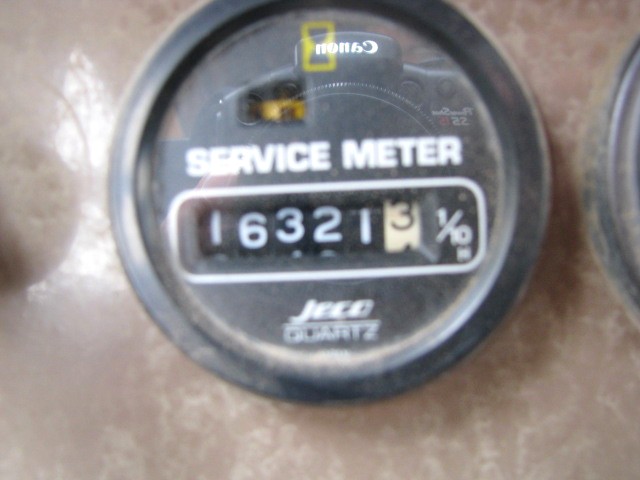 Canon
SERVICE METER
163213 1/10
H
Jeco
QUARTZ